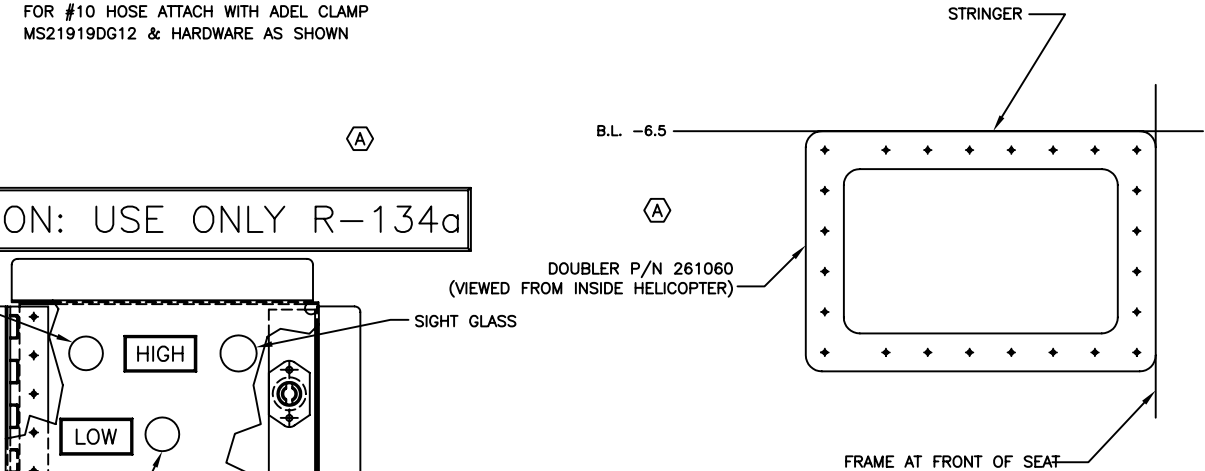 FOR #10 HOSE ATTACH WITH ADEL CLAMP
MS21919DG12 & HARDWARE AS SHOWN
STRINGER
B.L. -6.5
A
A
ON: USE ONLY R-134a
DOUBLER P/N 261060
(VIEWED FROM INSIDE HELICOPTER)
SIGHT GLASS
HIGH
LOW
FRAME AT FRONT OF SEAT